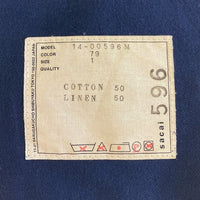 MODEL 14-00596M
COLOR 79
SIZE 1
QUALITY
COTTON 50
LINEN 50
sacai 596